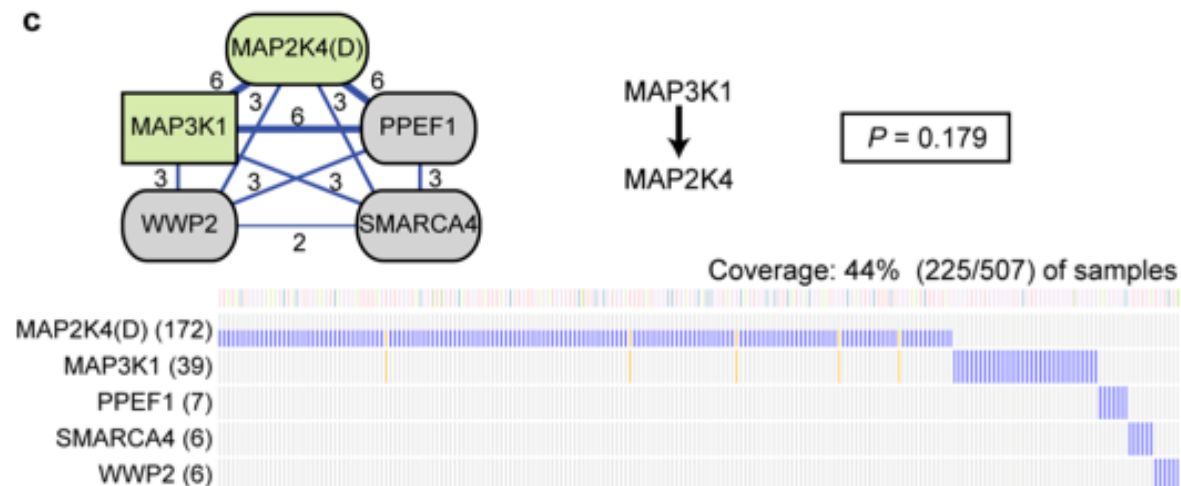 c
MAP2K4(D)
6
3
3
6
MAP3K1
6
PPEF1
3
3
3
3
WWP2
2
SMARCA4
MAP3K1
MAP2K4
P = 0.179
Coverage: 44% (225/507) of samples
MAP2K4(D) (172)
MAP3K1 (39)
PPEF1 (7)
SMARCA4 (6)
WWP2 (6)